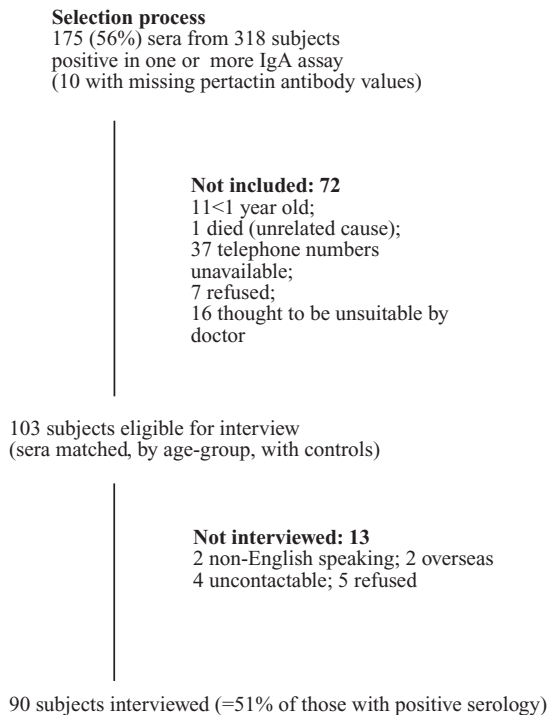 Selection process
175 (56%) sera from 318 subjects
positive in one or more IgA assay
(10 with missing pertactin antibody values)
Not included: 72
11<1 year old;
1 died (unrelated cause);
37 telephone numbers
unavailable;
7 refused;
16 thought to be unsuitable by
doctor
103 subjects eligible for interview
(sera matched, by age-group, with controls)
Not interviewed: 13
2 non-English speaking; 2 overseas
4 uncontactable; 5 refused
90 subjects interviewed (=51% of those with positive serology)